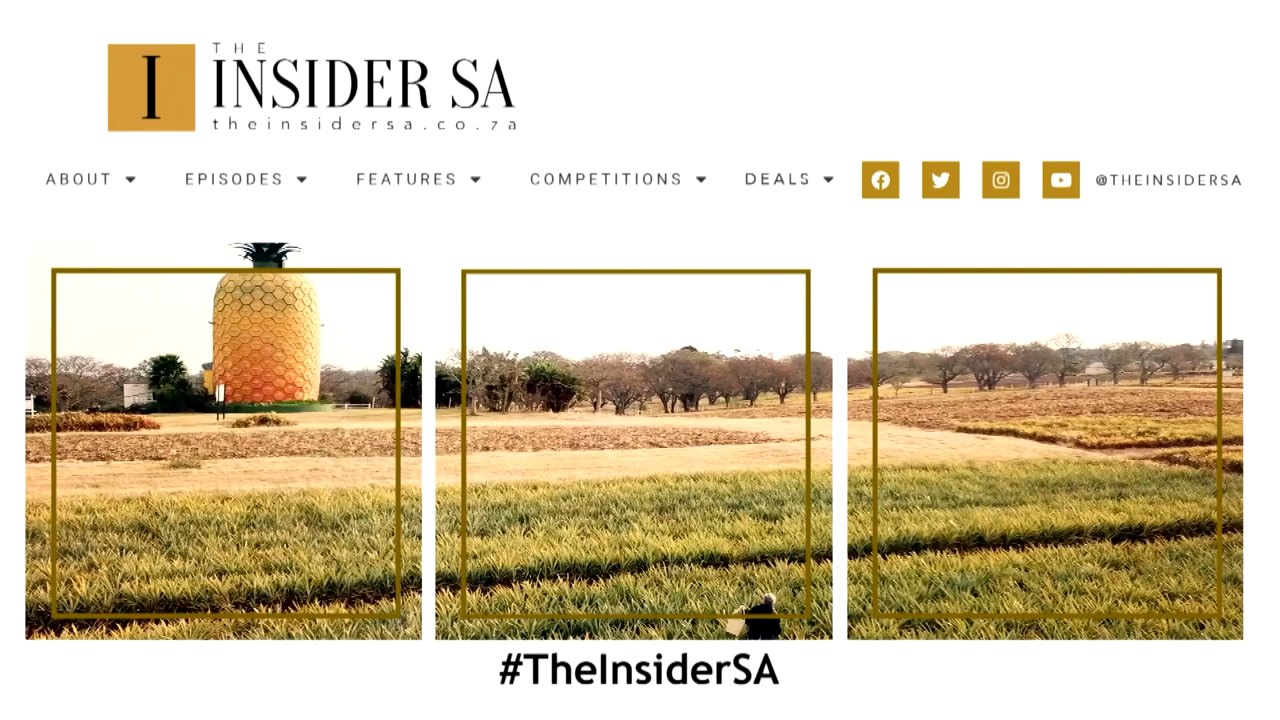 I
THE
INSIDER SA
theinsidersa.co.za
ABOUT
EPISODES
FEATURES
COMPETITIONS
DEALS
@THEINSIDERSA
#TheInsiderSA